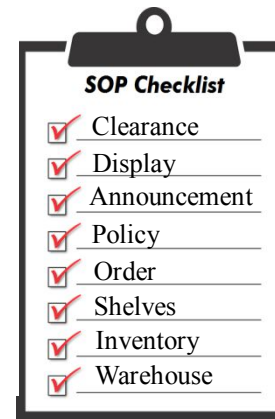 SOP Checklist
Clearance
Display
Announcement
Policy
Order
Shelves
Inventory
Warehouse